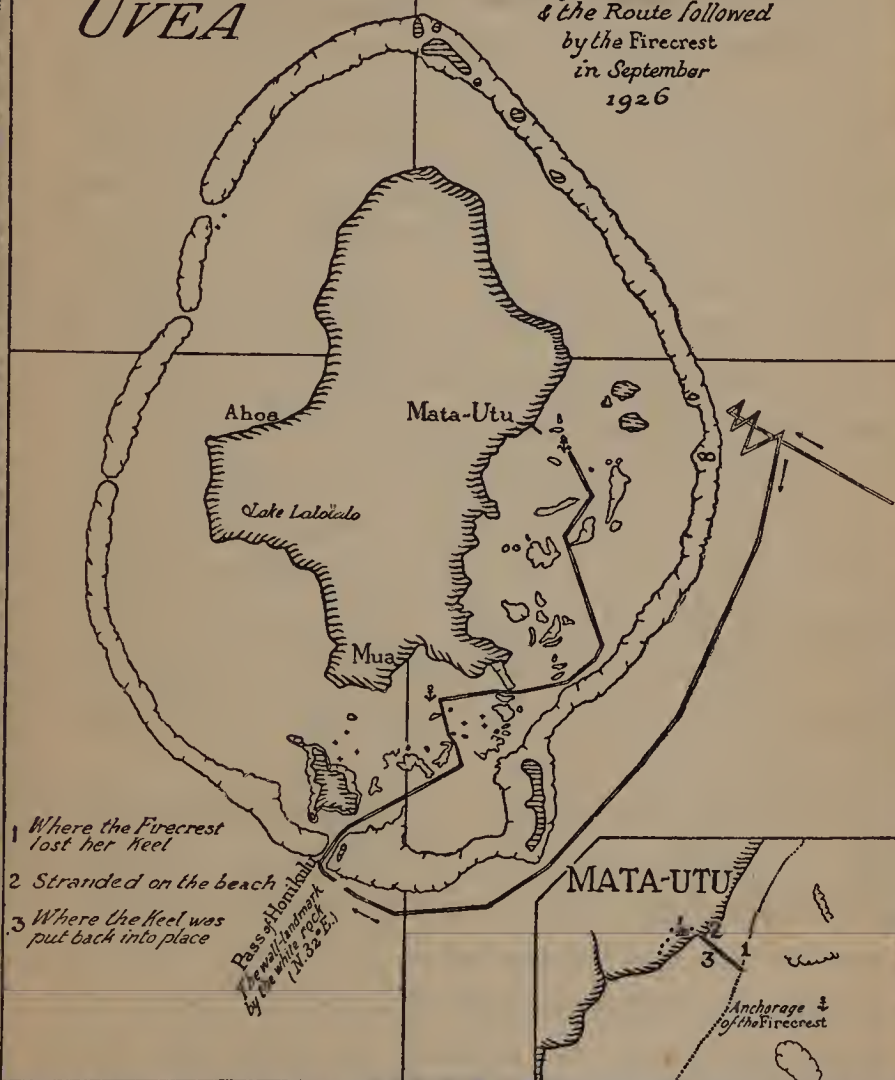 UVEA
& the Route followed
by the Firecrest
in September
1926
Ahoa
Mata-Utu
Lake Laloïalo
Mua
8
1 Where the Firecrest
lost her Keel
2 Stranded on the beach
3 Where the Keel was
put back into place
Pass of Honikulu
The wall-landmark
by the white rock
(N.32°E.)
MATA-UTU
2
3
1
Anchorage
of the Firecrest